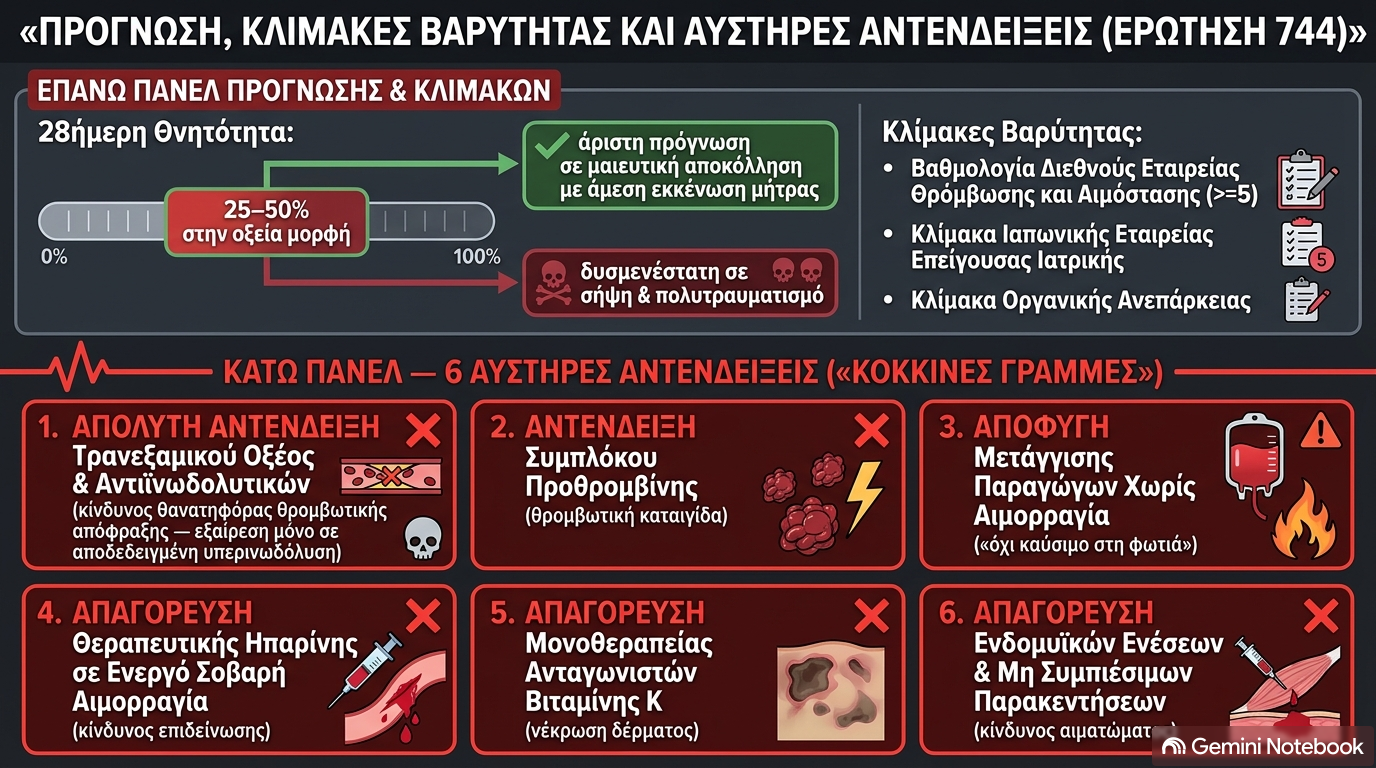 «ΠΡΟΓΝΩΣΗ, ΚΛΙΜΑΚΕΣ ΒΑΡΥΤΗΤΑΣ ΚΑΙ ΑΥΣΤΗΡΕΣ ΑΝΤΕΝΔΕΙΞΕΙΣ (ΕΡΩΤΗΣΗ 744)»
ΕΠΑΝΩ ΠΑΝΕΛ ΠΡΟΓΝΩΣΗΣ & ΚΛΙΜΑΚΩΝ
28ήμερη Θνητότητα:
25–50%
στην οξεία μορφή
0%
100%
άριστη πρόγνωση
σε μαιευτική αποκόλληση
με άμεση εκκένωση μήτρας
δυσμενέστατη σε
σήψη & πολυτραυματισμό
Κλίμακες Βαρύτητας:
• Βαθμολογία Διεθνούς Εταιρείας
Θρόμβωσης και Αιμόστασης (>=5)
• Κλίμακα Ιαπωνικής Εταιρείας
Επείγουσας Ιατρικής
5
• Κλίμακα Οργανικής Ανεπάρκειας
ΚΑΤΩ ΠΑΝΕΛ — 6 ΑΥΣΤΗΡΕΣ ΑΝΤΕΝΔΕΙΞΕΙΣ («ΚΟΚΚΙΝΕΣ ΓΡΑΜΜΕΣ»)
1. ΑΠΟΛΥΤΗ ΑΝΤΕΝΔΕΙΞΗ
Τρανεξαμικού Οξέος
& Αντιϊνωδολυτικών
(κίνδυνος θανατηφόρας θρομβωτικής
απόφραξης — εξαίρεση μόνο σε
αποδεδειγμένη υπερινωδόλυση)
2. ΑΝΤΕΝΔΕΙΞΗ
Συμπλόκου
Προθρομβίνης
(θρομβωτική καταιγίδα)
3. ΑΠΟΦΥΓΗ
Μετάγγισης
Παραγώγων Χωρίς
Αιμορραγία
(«όχι καύσιμο στη φωτιά»)
4. ΑΠΑΓΟΡΕΥΣΗ
Θεραπευτικής Ηπαρίνης
σε Ενεργό Σοβαρή
Αιμορραγία
(κίνδυνος επιδείνωσης)
5. ΑΠΑΓΟΡΕΥΣΗ
Μονοθεραπείας
Ανταγωνιστών
Βιταμίνης Κ
(νέκρωση δέρματος)
6. ΑΠΑΓΟΡΕΥΣΗ
Ενδομυϊκών Ενέσεων
& Μη Συμπιέσιμων
Παρακεντήσεων
(κίνδυνος
Gemini Notebook